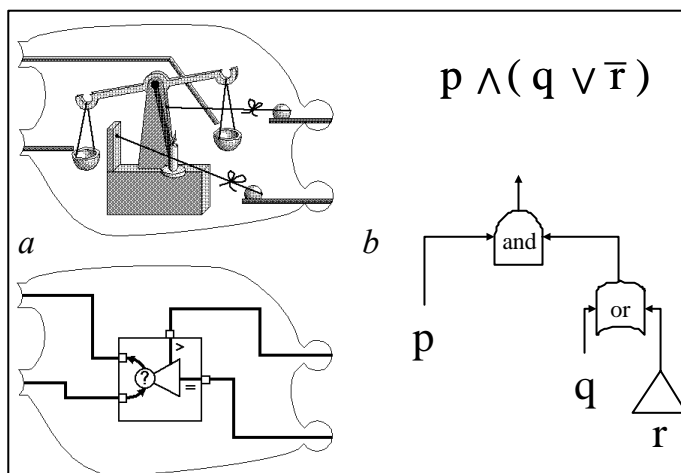 p ∧ ( q ∨ r̅ )
a
b
and
or
p
q
r
>
?
=